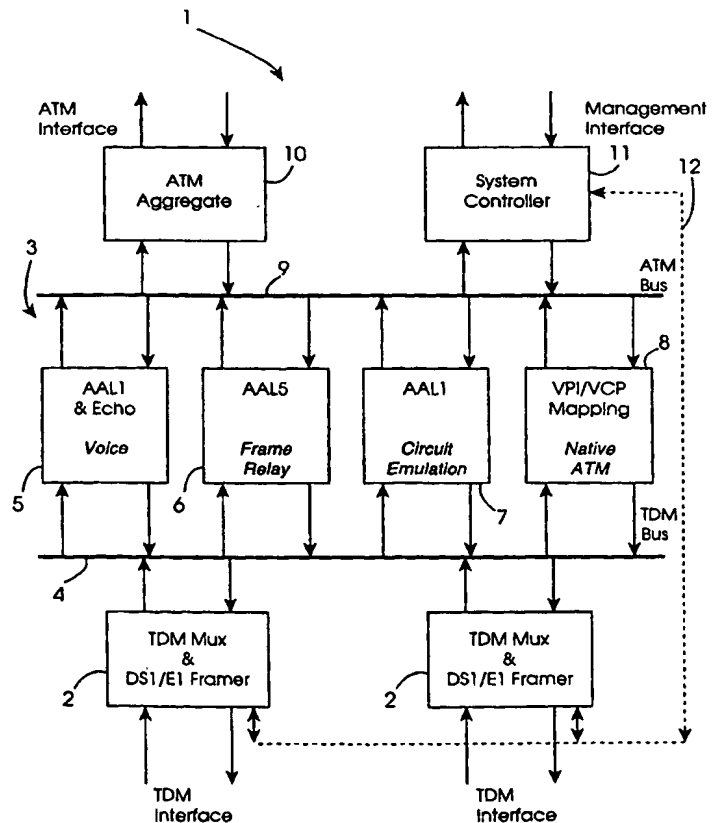 1
ATM
Interface
10
ATM
Aggregate
Management
Interface
11
12
System
Controller
3
9
ATM
Bus
8
AAL1
& Echo
Voice
5
AAL5
Frame
Relay
6
AAL1
Circuit
Emulation
7
VPI/VCP
Mapping
Native
ATM
TDM
Bus
4
TDM Mux
&
DS1/E1 Framer
2
TDM Mux
&
DS1/E1 Framer
2
TDM
Interface
TDM
Interface